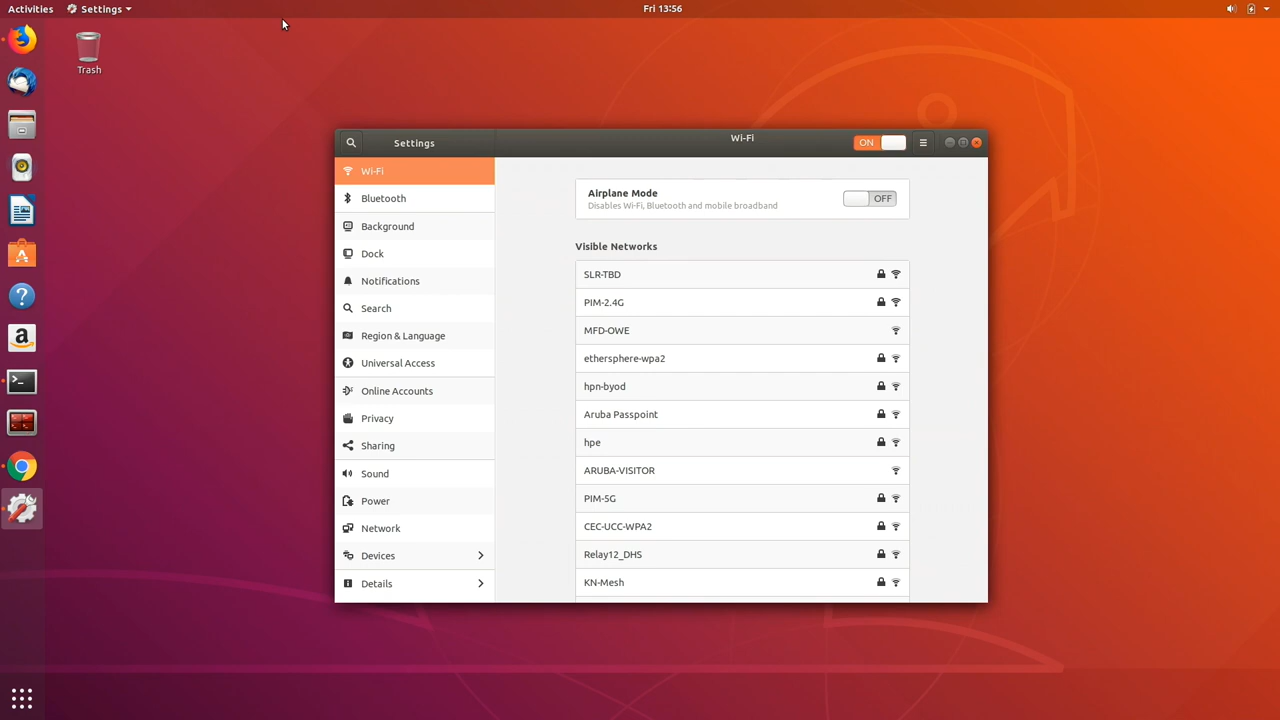 Activities
Settings
Fri 13:56
Trash
Settings
Wi-Fi
ON
Wi-Fi
Bluetooth
Background
Dock
Notifications
Search
Region & Language
Universal Access
Online Accounts
Privacy
Sharing
Sound
Power
Network
Devices
Details
Airplane Mode
OFF
Disables Wi-Fi, Bluetooth and mobile broadband
Visible Networks
SLR-TBD
PIM-2.4G
MFD-OWE
ethersphere-wpa2
hpn-byod
Aruba Passpoint
hpe
ARUBA-VISITOR
PIM-5G
CEC-UCC-WPA2
Relay12_DHS
KN-Mesh